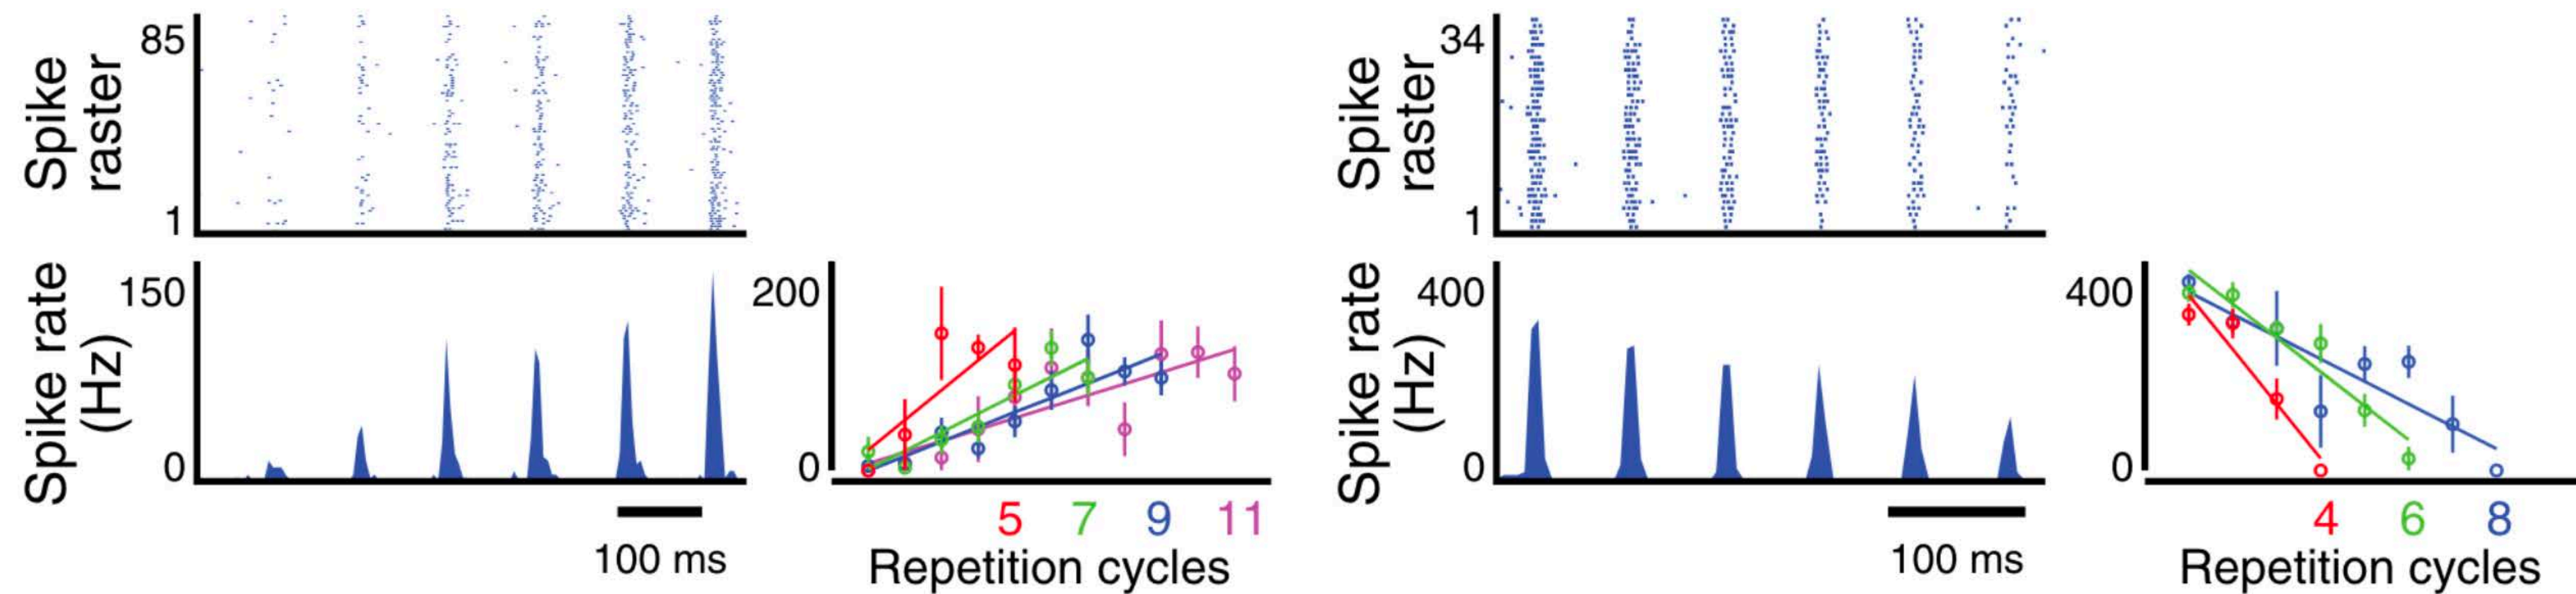 Spike
raster
85
1
Spike rate
(Hz)
150
0
100 ms
200
0
5 7 9 11
Repetition cycles
Spike
raster
34
1
Spike rate
(Hz)
400
0
100 ms
400
0
4 6 8
Repetition cycles